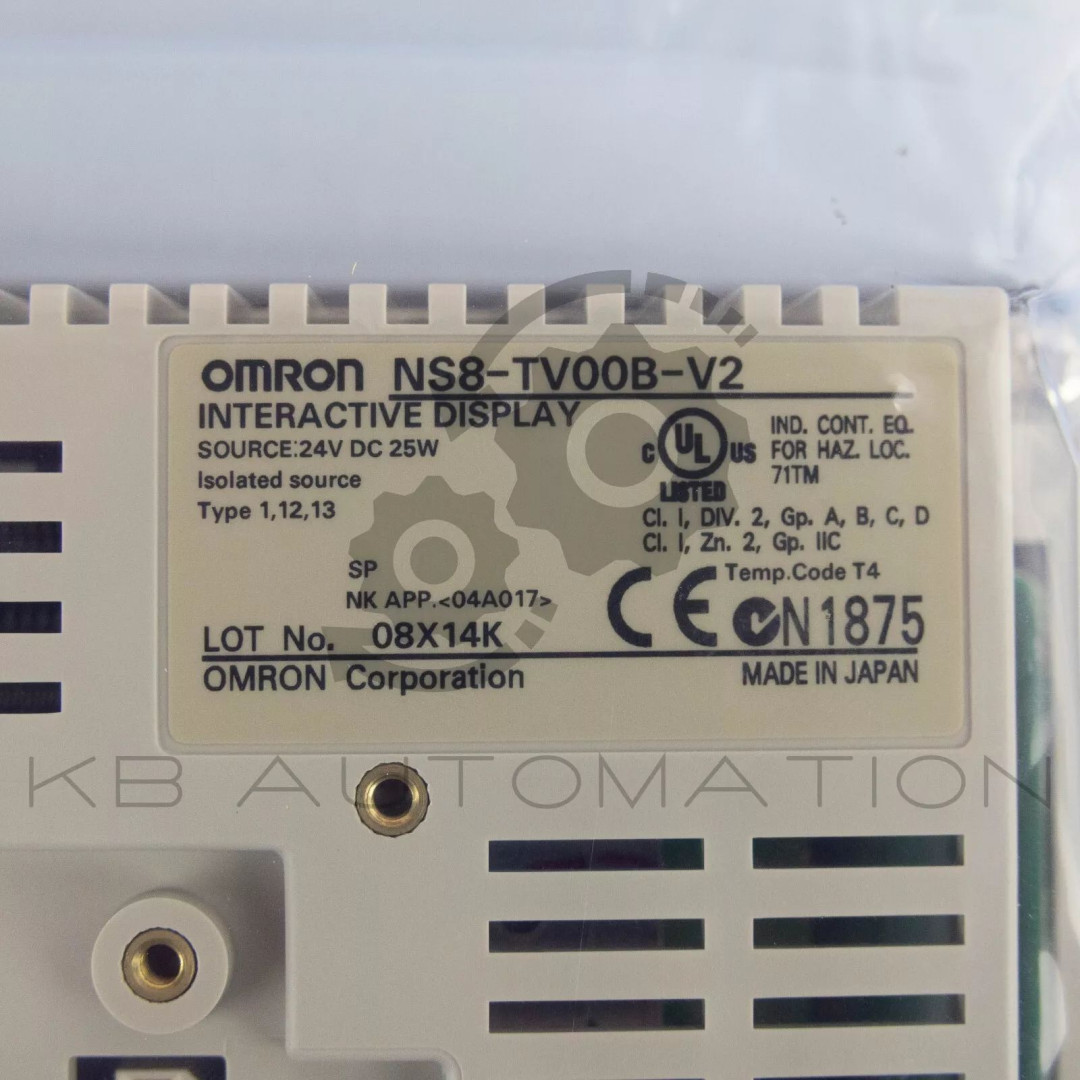 OMRON NS8-TV00B-V2
INTERACTIVE DISPLAY
SOURCE:24V DC 25W
Isolated source
Type 1,12,13
C UL US
LISTED
IND. CONT. EQ.
FOR HAZ. LOC.
71TM
Cl. I, DIV. 2, Gp. A, B, C, D
Cl. I, Zn. 2, Gp. IIC
Temp.Code T4
SP
NK APP.<04A017>
CE N1875
LOT No. 08X14K
OMRON Corporation
MADE IN JAPAN
KB AUTOMATION